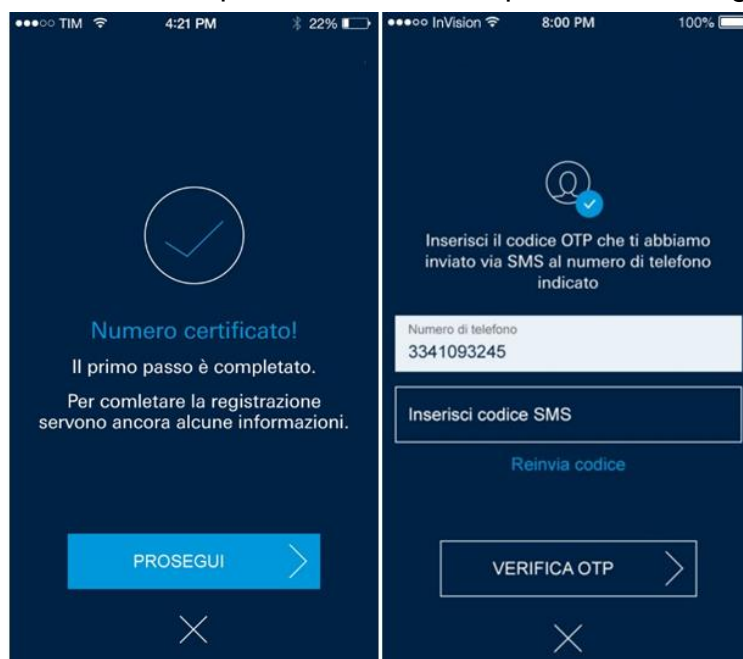 TIM 4:21 PM 22%
Numero certificato!
Il primo passo è completato.
Per comletare la registrazione
servono ancora alcune informazioni.
PROSEGUI
InVision 8:00 PM 100%
Inserisci il codice OTP che ti abbiamo
inviato via SMS al numero di telefono
indicato
Numero di telefono
3341093245
Inserisci codice SMS
Reinvia codice
VERIFICA OTP